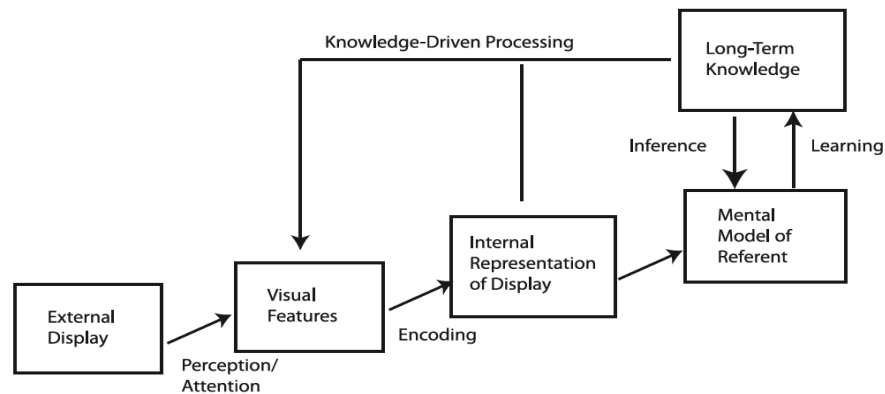 Knowledge-Driven Processing
Long-Term
Knowledge
Inference
Learning
Mental
Model of
Referent
Internal
Representation
of Display
Visual
Features
External
Display
Encoding
Perception/
Attention